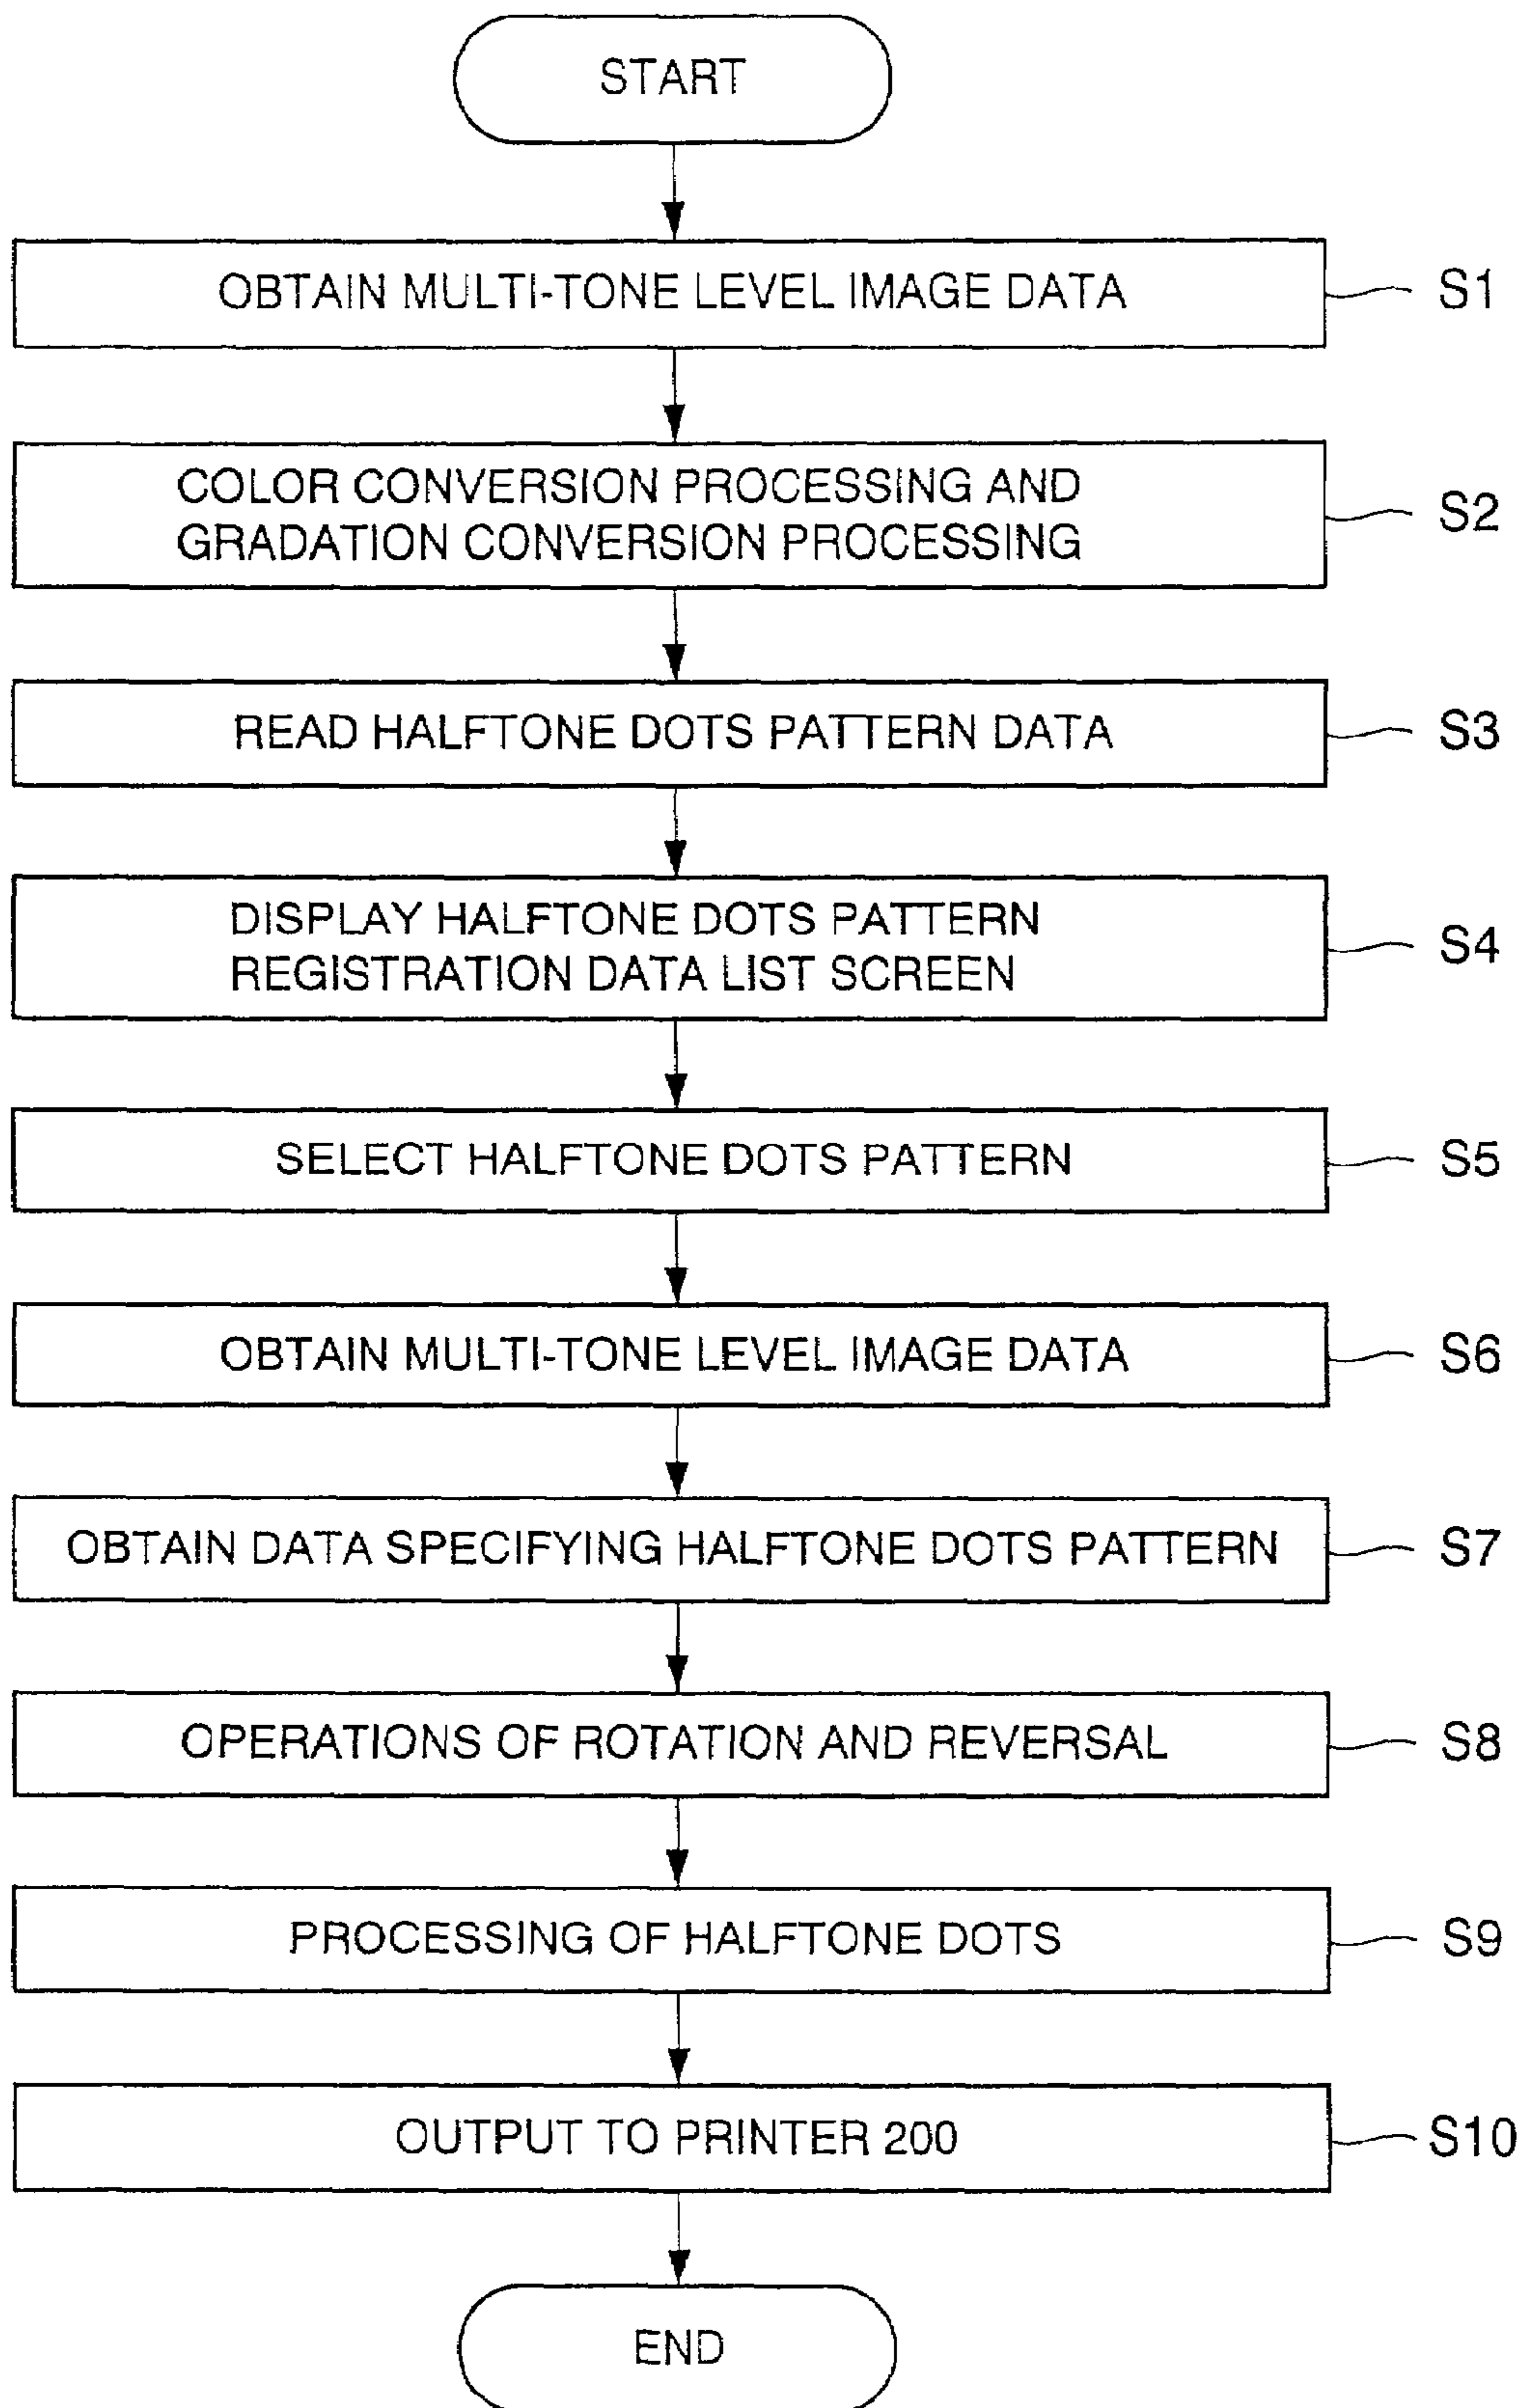 START
OBTAIN MULTI-TONE LEVEL IMAGE DATA
S1
COLOR CONVERSION PROCESSING AND
GRADATION CONVERSION PROCESSING
S2
READ HALFTONE DOTS PATTERN DATA
S3
DISPLAY HALFTONE DOTS PATTERN
REGISTRATION DATA LIST SCREEN
S4
SELECT HALFTONE DOTS PATTERN
S5
OBTAIN MULTI-TONE LEVEL IMAGE DATA
S6
OBTAIN DATA SPECIFYING HALFTONE DOTS PATTERN
S7
OPERATIONS OF ROTATION AND REVERSAL
S8
PROCESSING OF HALFTONE DOTS
S9
OUTPUT TO PRINTER 200
S10
END